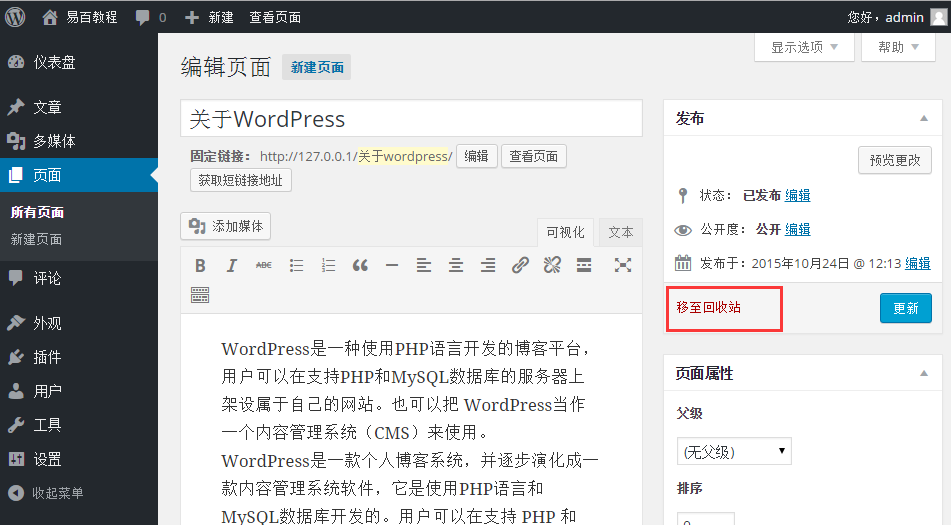 易百教程 0 新建 查看页面 您好，admin
仪表盘
文章
多媒体
页面
所有页面
新建页面
评论
外观
插件
用户
工具
设置
收起菜单
显示选项 帮助
编辑页面 新建页面
关于WordPress
固定链接： http://127.0.0.1/关于wordpress/ 编辑 查看页面
获取短链接地址
添加媒体
可视化 文本
B I ABC
WordPress是一种使用PHP语言开发的博客平台，
用户可以在支持PHP和MySQL数据库的服务器上
架设属于自己的网站。也可以把 WordPress当作
一个内容管理系统（CMS）来使用。
WordPress是一款个人博客系统，并逐步演化成一
款内容管理系统软件，它是使用PHP语言和
MySQL数据库开发的。用户可以在支持 PHP 和
发布
预览更改
状态： 已发布 编辑
公开度： 公开 编辑
发布于：2015年10月24日 @ 12:13 编辑
移至回收站 更新
页面属性
父级
(无父级)
排序
0